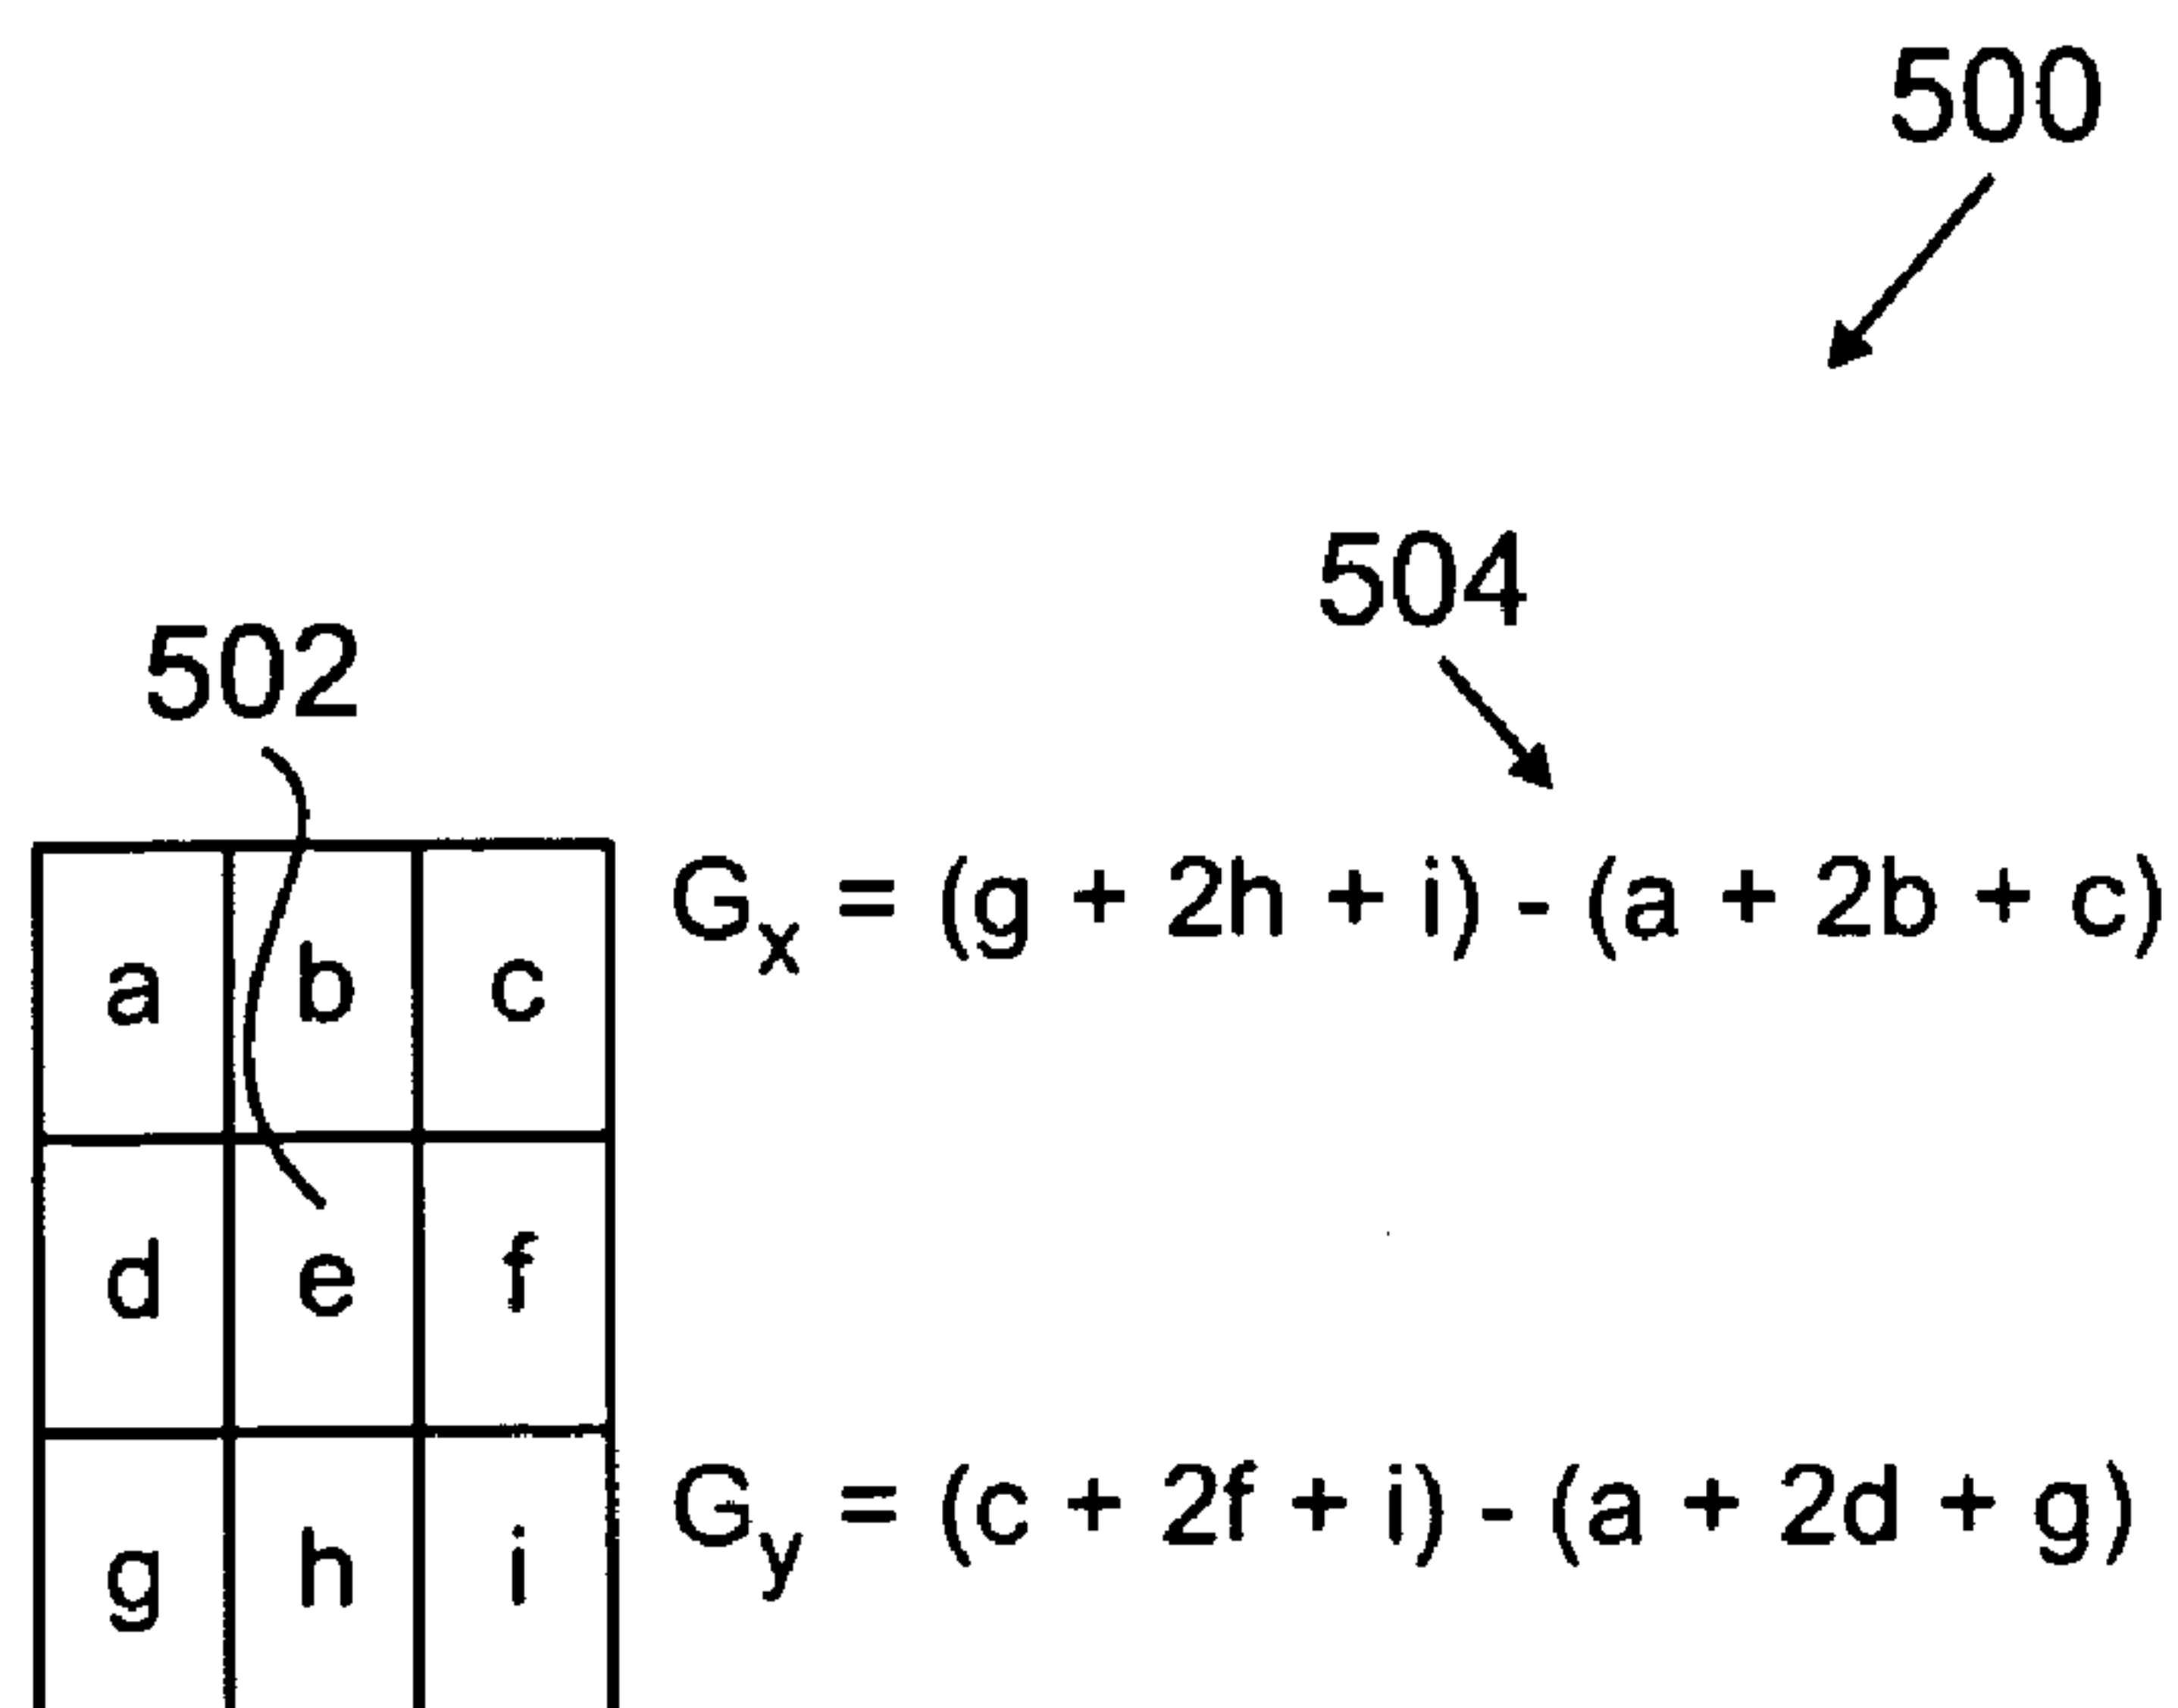 500
504
502
a b c
Gx = (g + 2h + i) - (a + 2b + c)
d e f
g h i
Gy = (c + 2f + i) - (a + 2d + g)